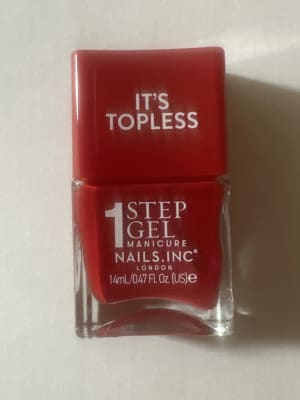 IT'S
TOPLESS
1 STEP
GEL
MANICURE
NAILS.INC®
LONDON
14mL/0.47 Fl. Oz. (US)℮